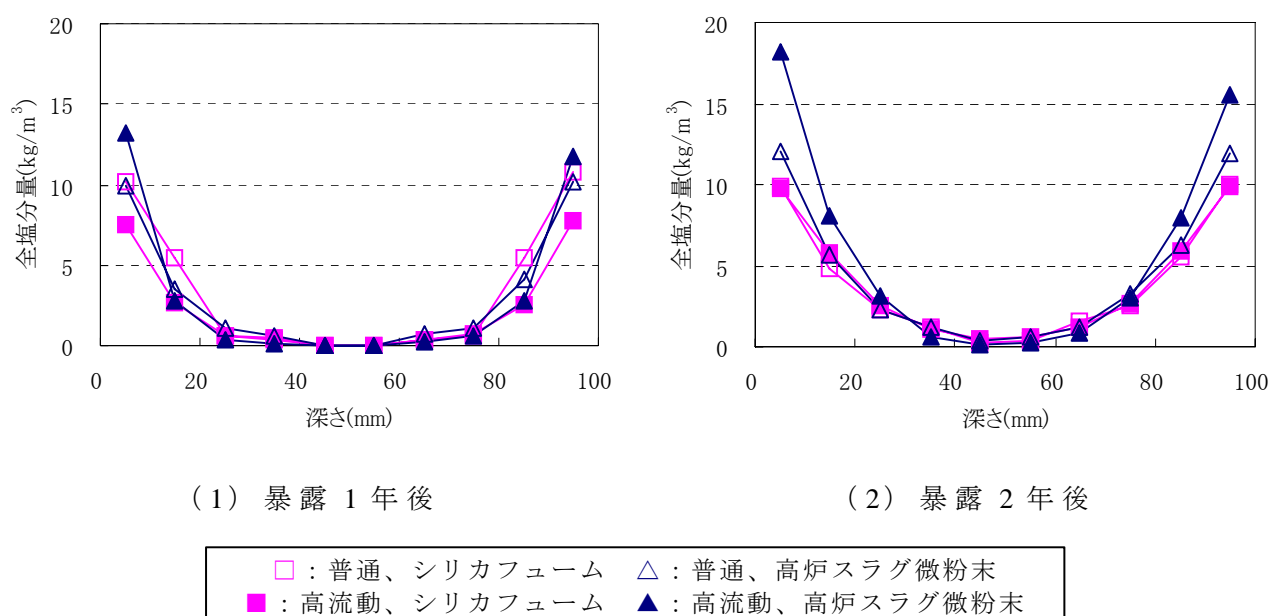 20
15
10
5
0
全塩分量(kg/m³)
0 20 40 60 80 100
深さ(mm)
（1） 暴露 1 年後
20
15
10
5
0
全塩分量(kg/m³)
0 20 40 60 80 100
深さ(mm)
（2） 暴露 2 年後
□：普通、シリカフューム △：普通、高炉スラグ微粉末
■：高流動、シリカフューム ▲：高流動、高炉スラグ微粉末